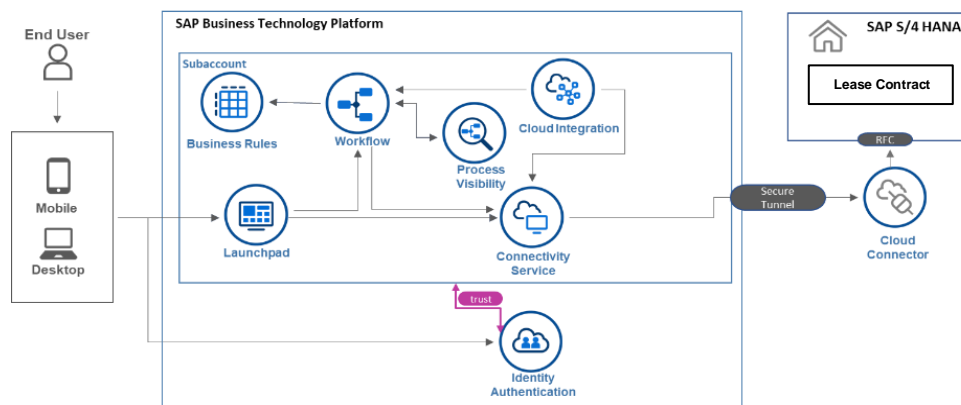 SAP Business Technology Platform
End User
Mobile
Desktop
Subaccount
Business Rules
Workflow
Cloud Integration
Process
Visibility
Launchpad
Connectivity
Service
trust
Identity
Authentication
Secure
Tunnel
SAP S/4 HANA
Lease Contract
RFC
Cloud
Connector